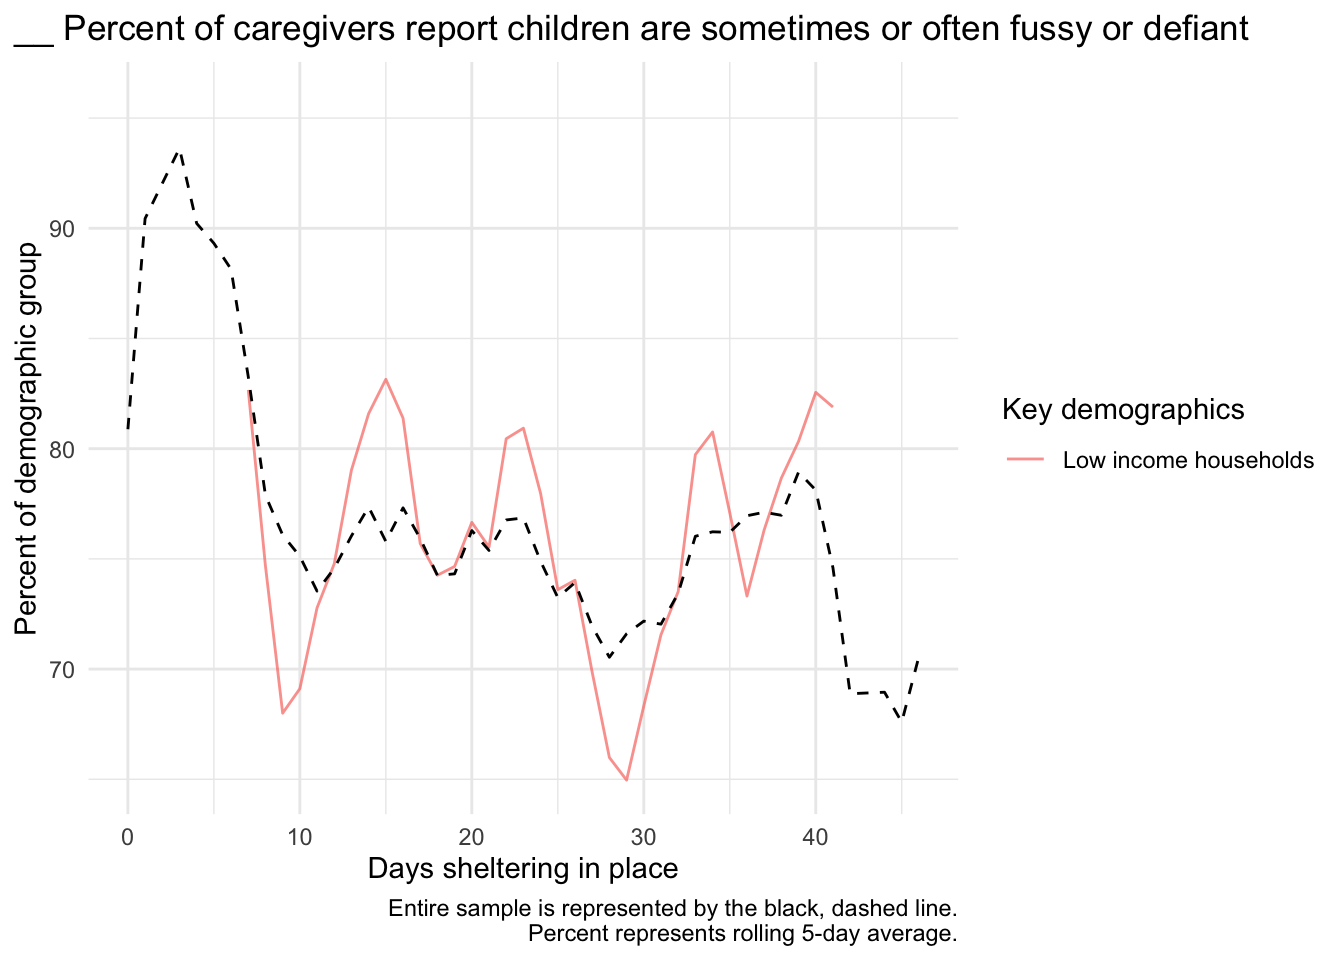 __ Percent of caregivers report children are sometimes or often fussy or defiant
Percent of demographic group
90
80
70
0 10 20 30 40
Days sheltering in place
Key demographics
Low income households
Entire sample is represented by the black, dashed line.
Percent represents rolling 5-day average.